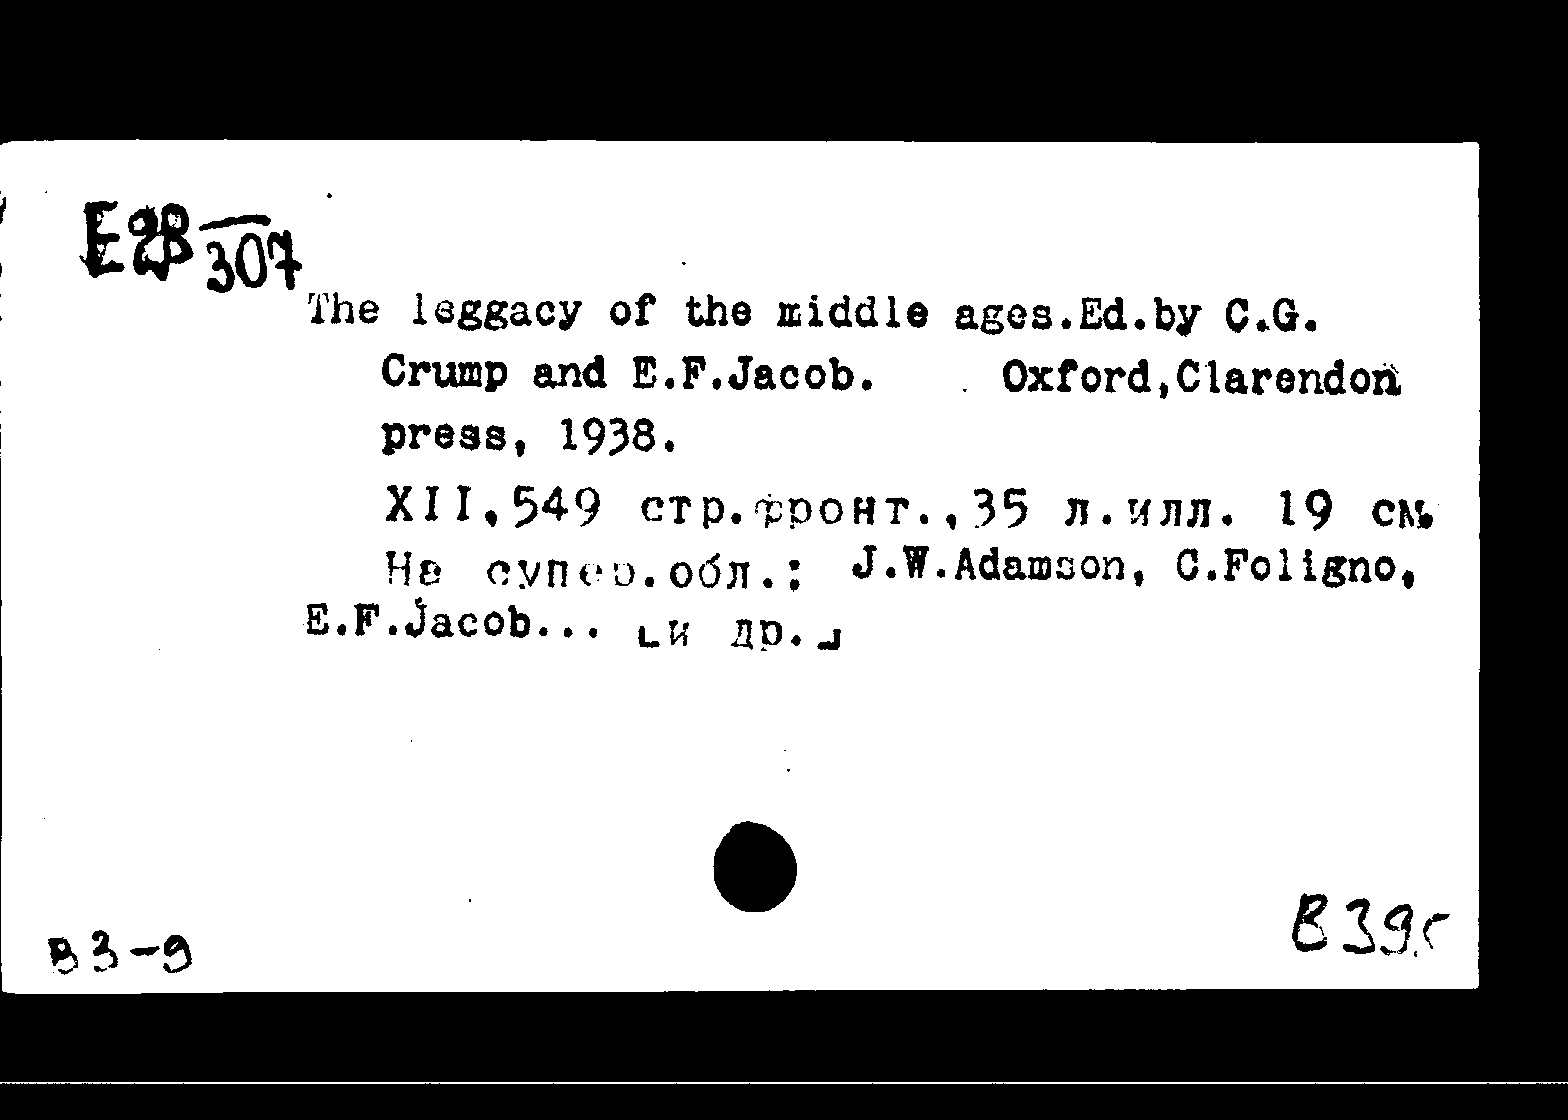 E28/307
The leggacy of the middle ages.Ed.by C.G.
Crump and E.F.Jacob. Oxford,Clarendon
press, 1938.
XII,549 стр.фронт.,35 л.илл. 19 см.
На супер.обл.: J.W.Adamson, C.Foligno,
E.F.Jacob... [и др.]
B3-9